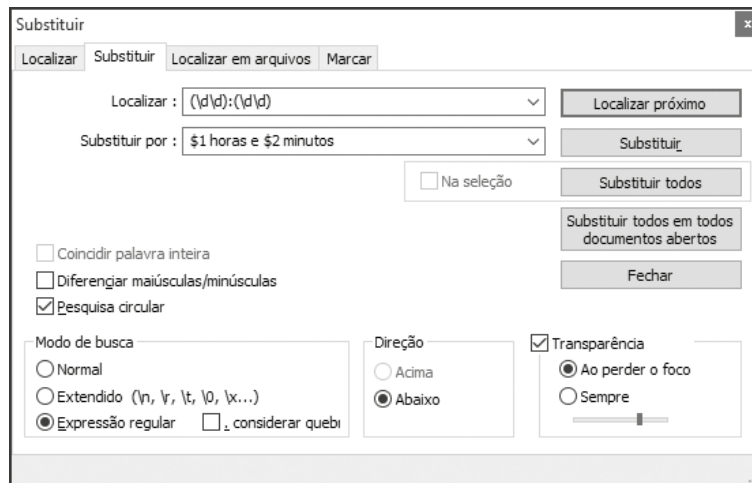 Substituir
x
Localizar Substituir Localizar em arquivos Marcar
Localizar : (\d\d):(\d\d) Localizar próximo
Substituir por : $1 horas e $2 minutos Substituir
Na seleção Substituir todos
Substituir todos em todos
documentos abertos
Coincidir palavra inteira
Diferençiar maiúsculas/minúsculas Fechar
Pesquisa circular
Modo de busca Direção Transparência
Normal Acima Ao perder o foco
Extendido (\n, \r, \t, \0, \x...) Abaixo Sempre
Expressão regular . considerar quebr